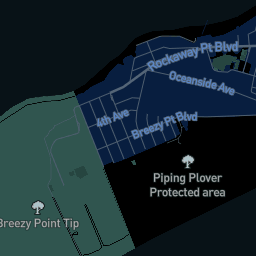 Rockaway Pt Blvd
Oceanside Ave
4th Ave
Breezy Pt Blvd
Piping Plover
Protected area
Breezy Point Tip